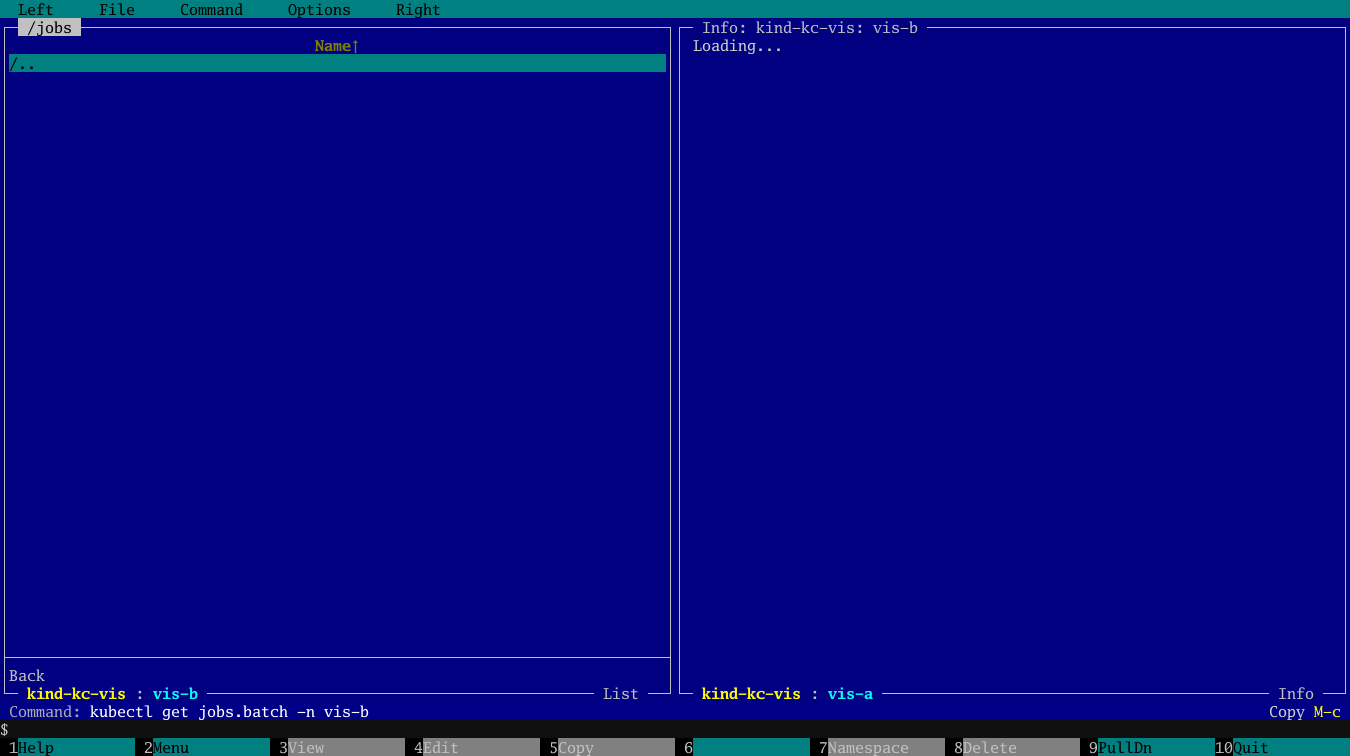 Left File Command Options Right
/jobs
Info: kind-kc-vis: vis-b
Name↑
Loading...
/..
Back
kind-kc-vis : vis-b
List
kind-kc-vis : vis-a
Info
Command: kubectl get jobs.batch -n vis-b
Copy M-c
$
1Help 2Menu 3View 4Edit 5Copy 6 7Namespace 8Delete 9PullDn 10Quit